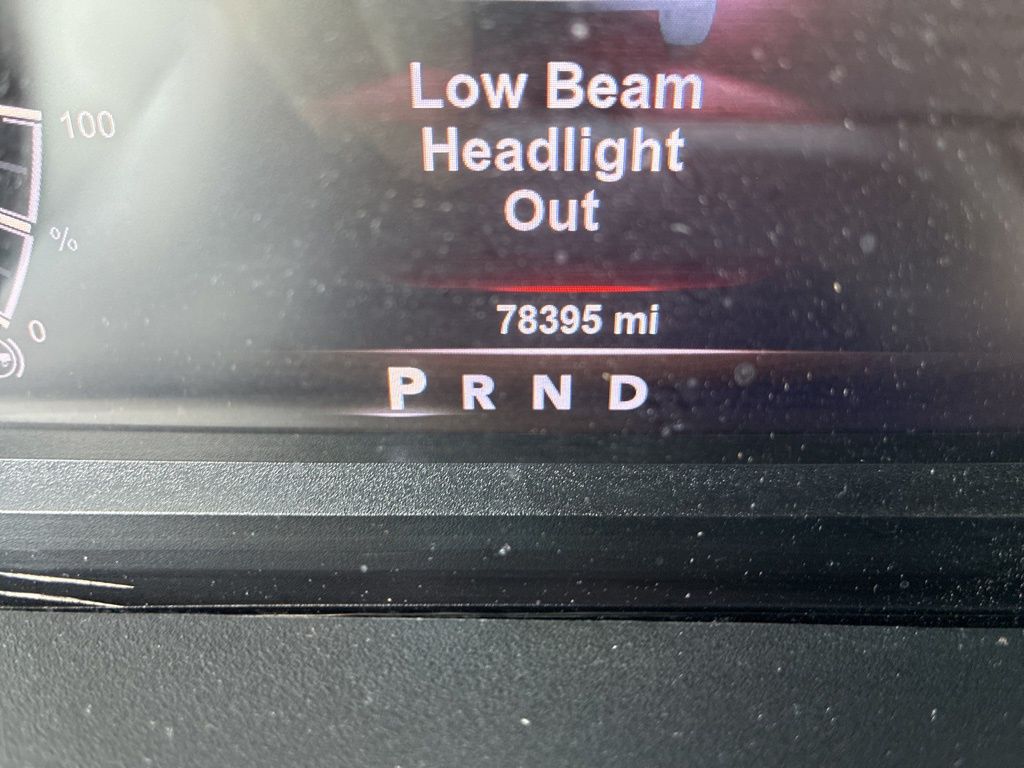 Low Beam
Headlight
Out
100
%
0
78395 mi
P R N D